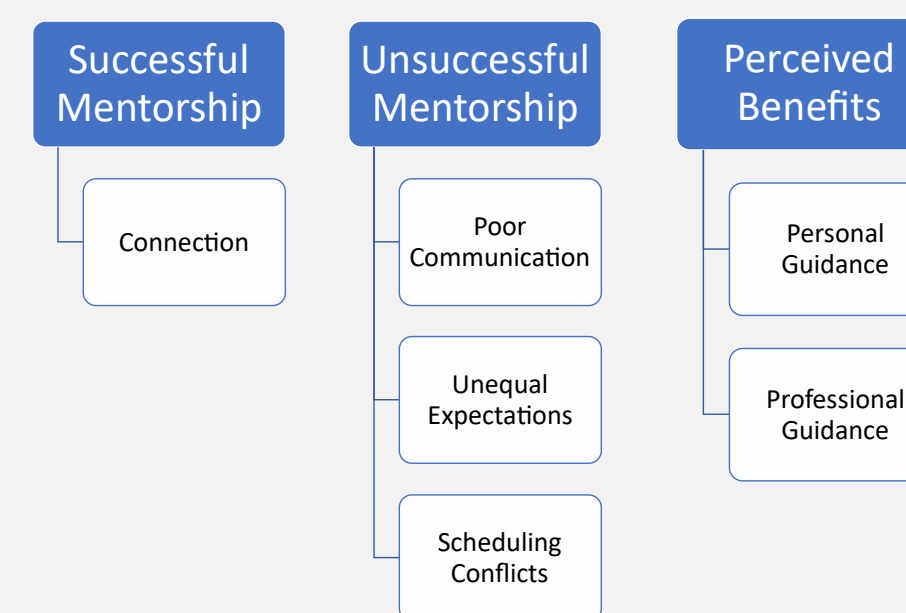 Successful
Mentorship
Connection
Unsuccessful
Mentorship
Poor
Communication
Unequal
Expectations
Scheduling
Conflicts
Perceived
Benefits
Personal
Guidance
Professional
Guidance